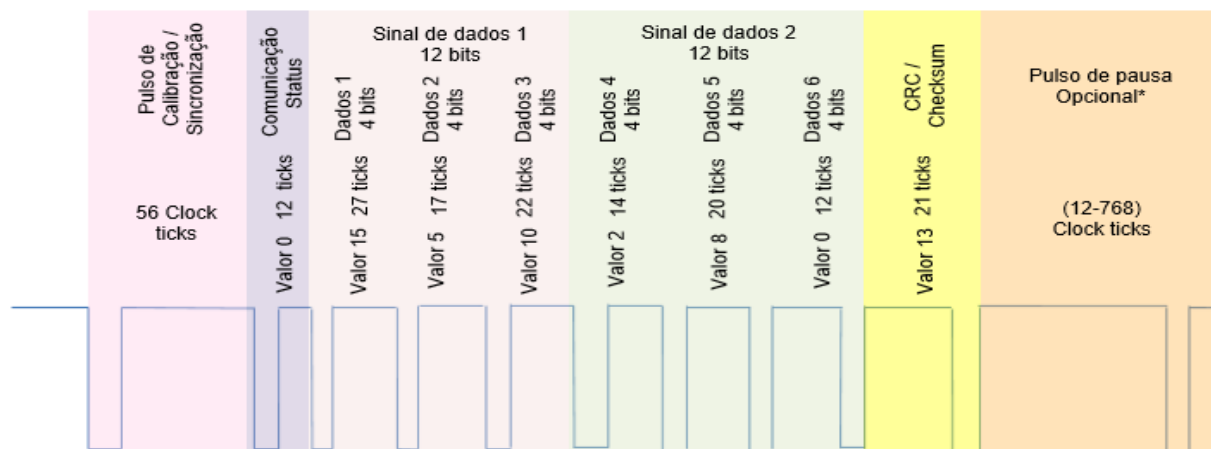 Pulso de
Calibração /
Sincronização
56 Clock
ticks
Comunicação
Status
Valor 0 12 ticks
Sinal de dados 1
12 bits
Dados 1
4 bits
Valor 15 27 ticks
Dados 2
4 bits
Valor 5 17 ticks
Dados 3
4 bits
Valor 10 22 ticks
Sinal de dados 2
12 bits
Dados 4
4 bits
Valor 2 14 ticks
Dados 5
4 bits
Valor 8 20 ticks
Dados 6
4 bits
Valor 0 12 ticks
CRC /
Checksum
Valor 13 21 ticks
Pulso de pausa
Opcional*
(12-768)
Clock ticks